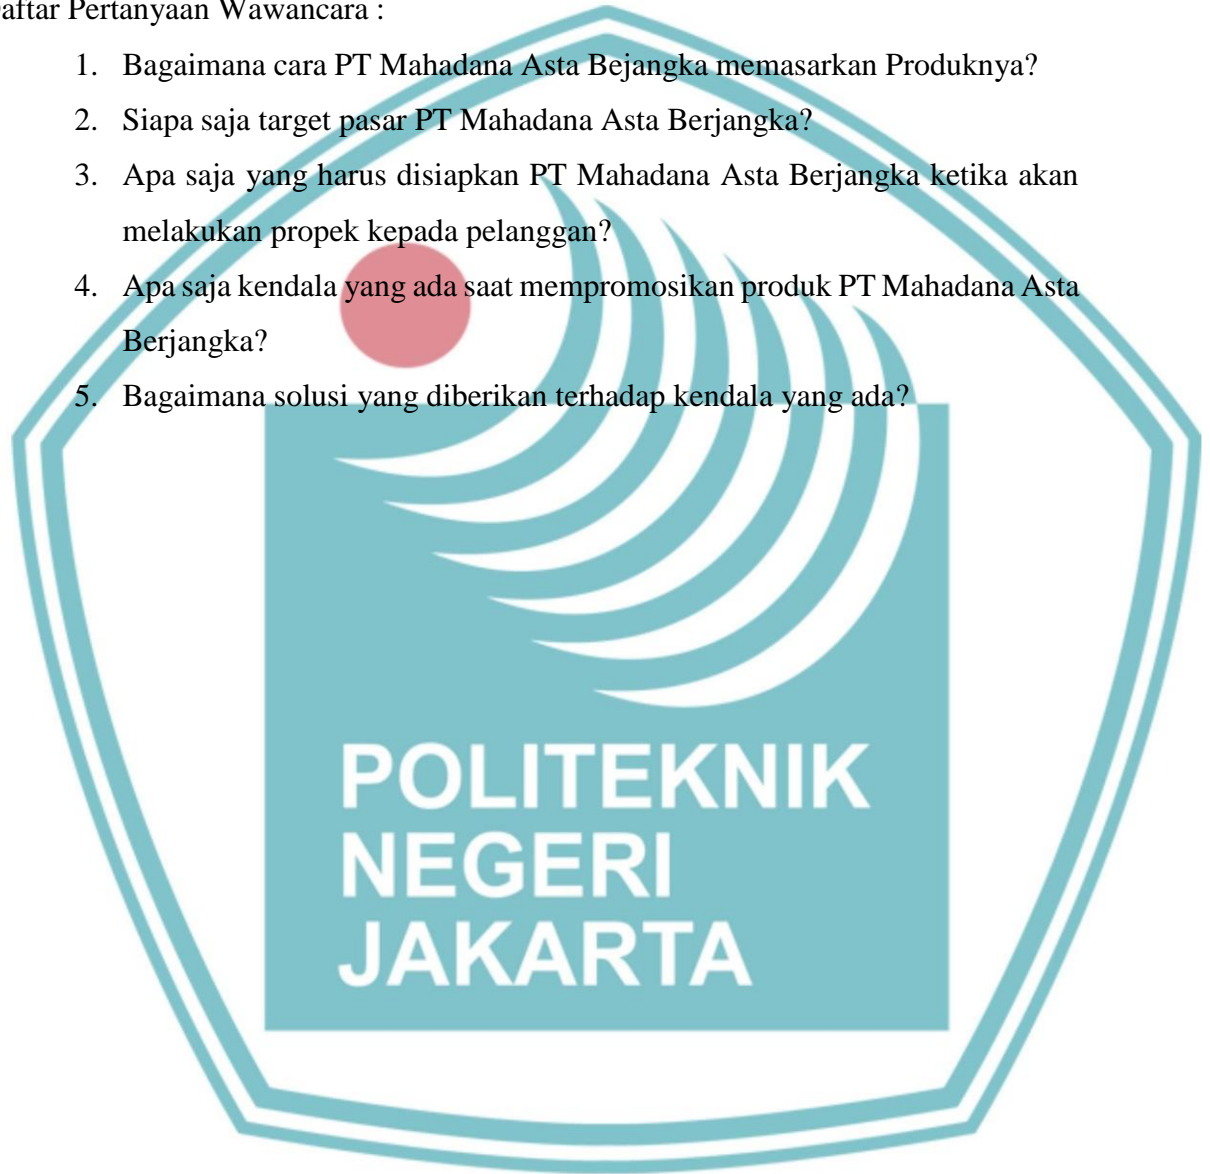 Daftar Pertanyaan Wawancara :
1. Bagaimana cara PT Mahadana Asta Bejangka memasarkan Produknya?
2. Siapa saja target pasar PT Mahadana Asta Berjangka?
3. Apa saja yang harus disiapkan PT Mahadana Asta Berjangka ketika akan
melakukan propek kepada pelanggan?
4. Apa saja kendala yang ada saat mempromosikan produk PT Mahadana Asta
Berjangka?
5. Bagaimana solusi yang diberikan terhadap kendala yang ada?
POLITEKNIK
NEGERI
JAKARTA